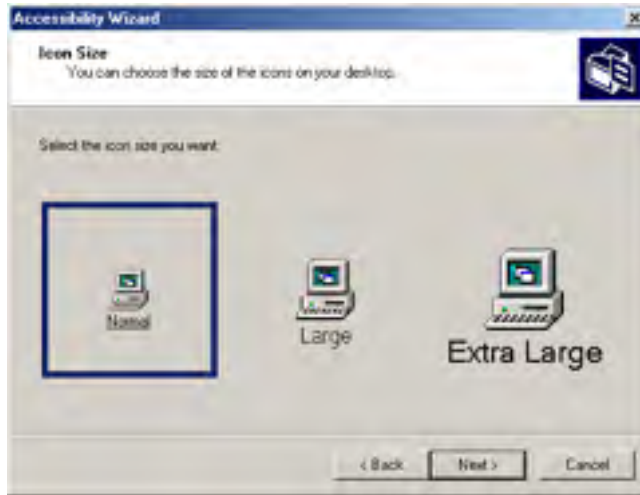 Accessibility Wizard
Icon Size
You can choose the size of the icons on your desktop.
Select the icon size you want:
Normal
Large
Extra Large
< Back
Next >
Cancel